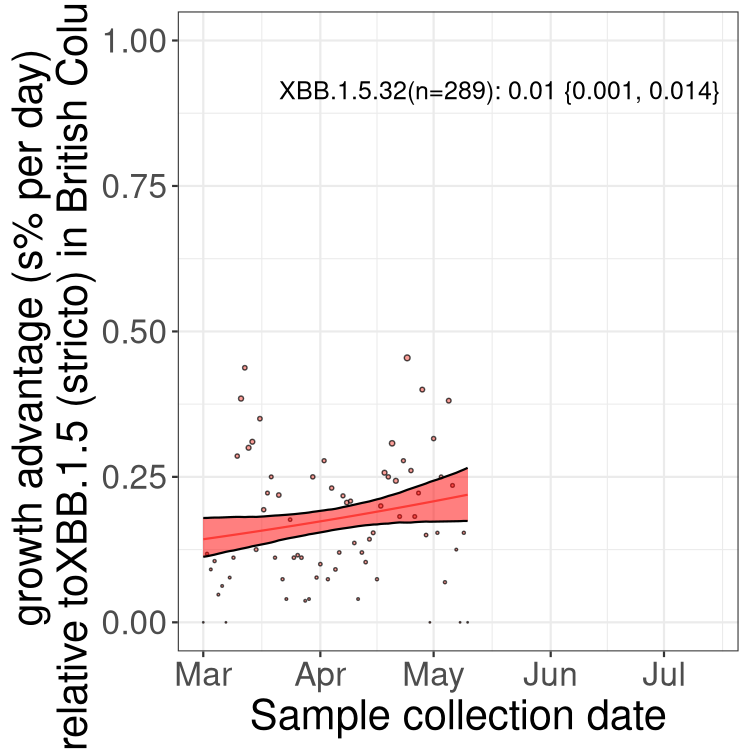 growth advantage (s% per day)
relative toXBB.1.5 (stricto) in British Colu
1.00
0.75
0.50
0.25
0.00
XBB.1.5.32(n=289): 0.01 {0.001, 0.014}
Mar Apr May Jun Jul
Sample collection date